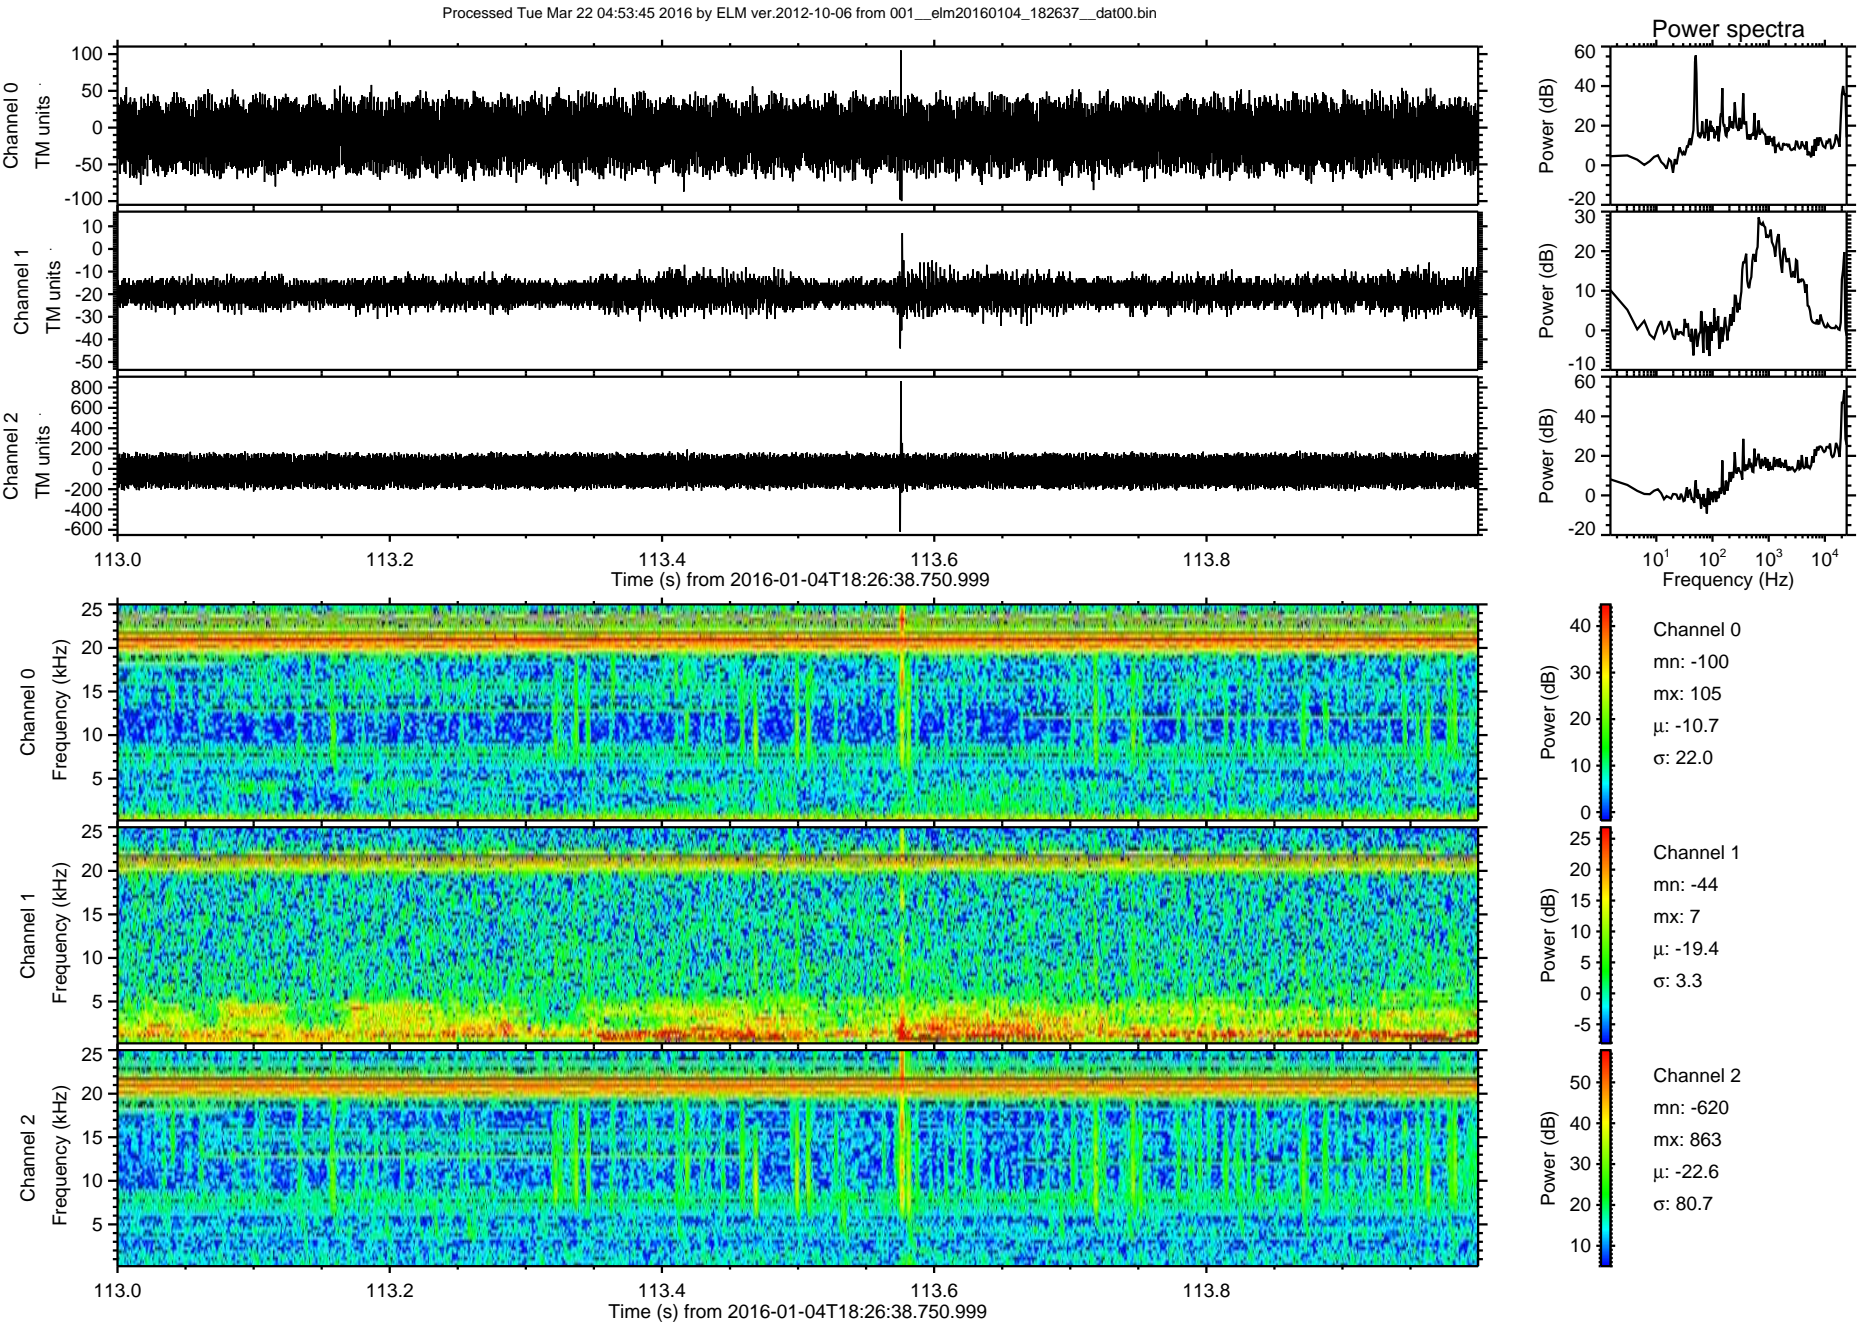 Processed Tue Mar 22 04:53:45 2016 by ELM ver.2012-10-06 from 001__elm20160104_182637__dat00.bin
Power spectra
Channel 0
TM units
100
50
0
-50
-100
Power (dB)
60
40
20
0
-20
Channel 1
TM units
10
0
-10
-20
-30
-40
-50
Power (dB)
30
20
10
0
-10
Channel 2
TM units
800
600
400
200
0
-200
-400
-600
Power (dB)
60
40
20
0
-20
113.0 113.2 113.4 113.6 113.8
Time (s) from 2016-01-04T18:26:38.750.999
10¹ 10² 10³ 10⁴
Frequency (Hz)
Channel 0
Frequency (kHz)
25
20
15
10
5
Power (dB)
40
30
20
10
0
Channel 0
mn: -100
mx: 105
μ: -10.7
σ: 22.0
Channel 1
Frequency (kHz)
25
20
15
10
5
Power (dB)
25
20
15
10
5
0
-5
Channel 1
mn: -44
mx: 7
μ: -19.4
σ: 3.3
Channel 2
Frequency (kHz)
25
20
15
10
5
Power (dB)
50
40
30
20
10
Channel 2
mn: -620
mx: 863
μ: -22.6
σ: 80.7
113.0 113.2 113.4 113.6 113.8
Time (s) from 2016-01-04T18:26:38.750.999